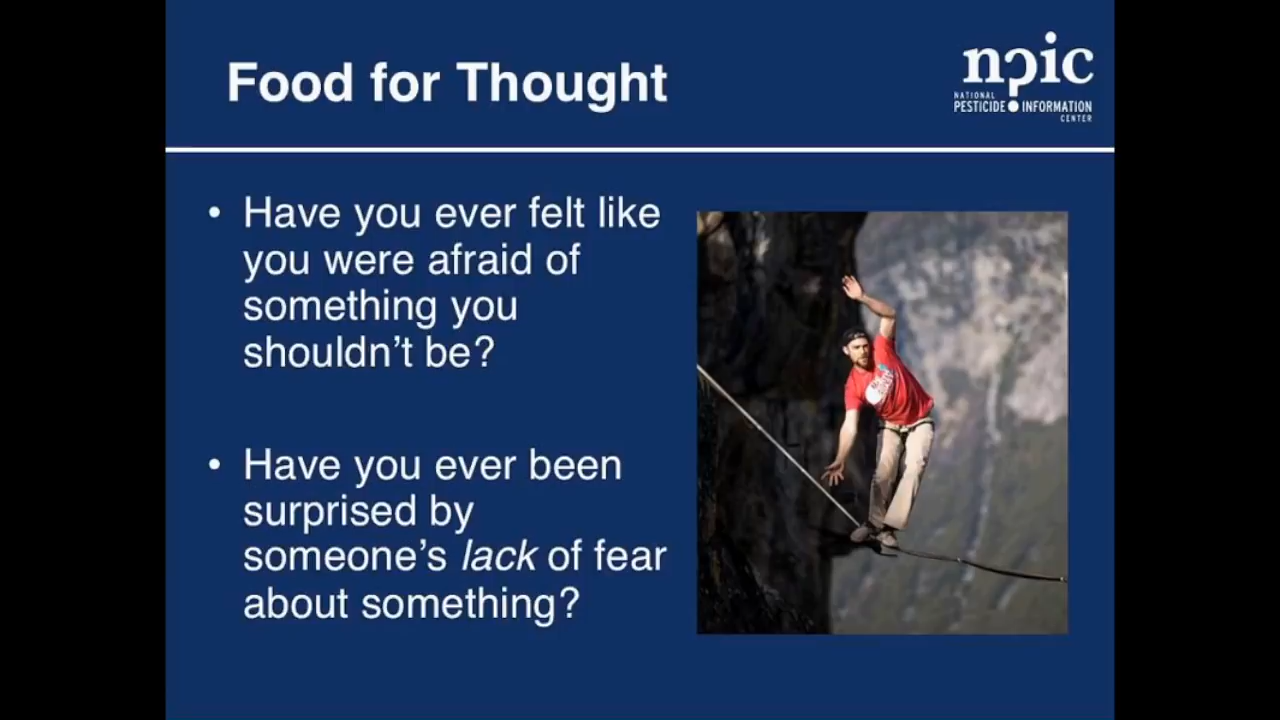 Food for Thought
npic
NATIONAL
PESTICIDE INFORMATION
CENTER
• Have you ever felt like
you were afraid of
something you
shouldn't be?
• Have you ever been
surprised by
someone's lack of fear
about something?